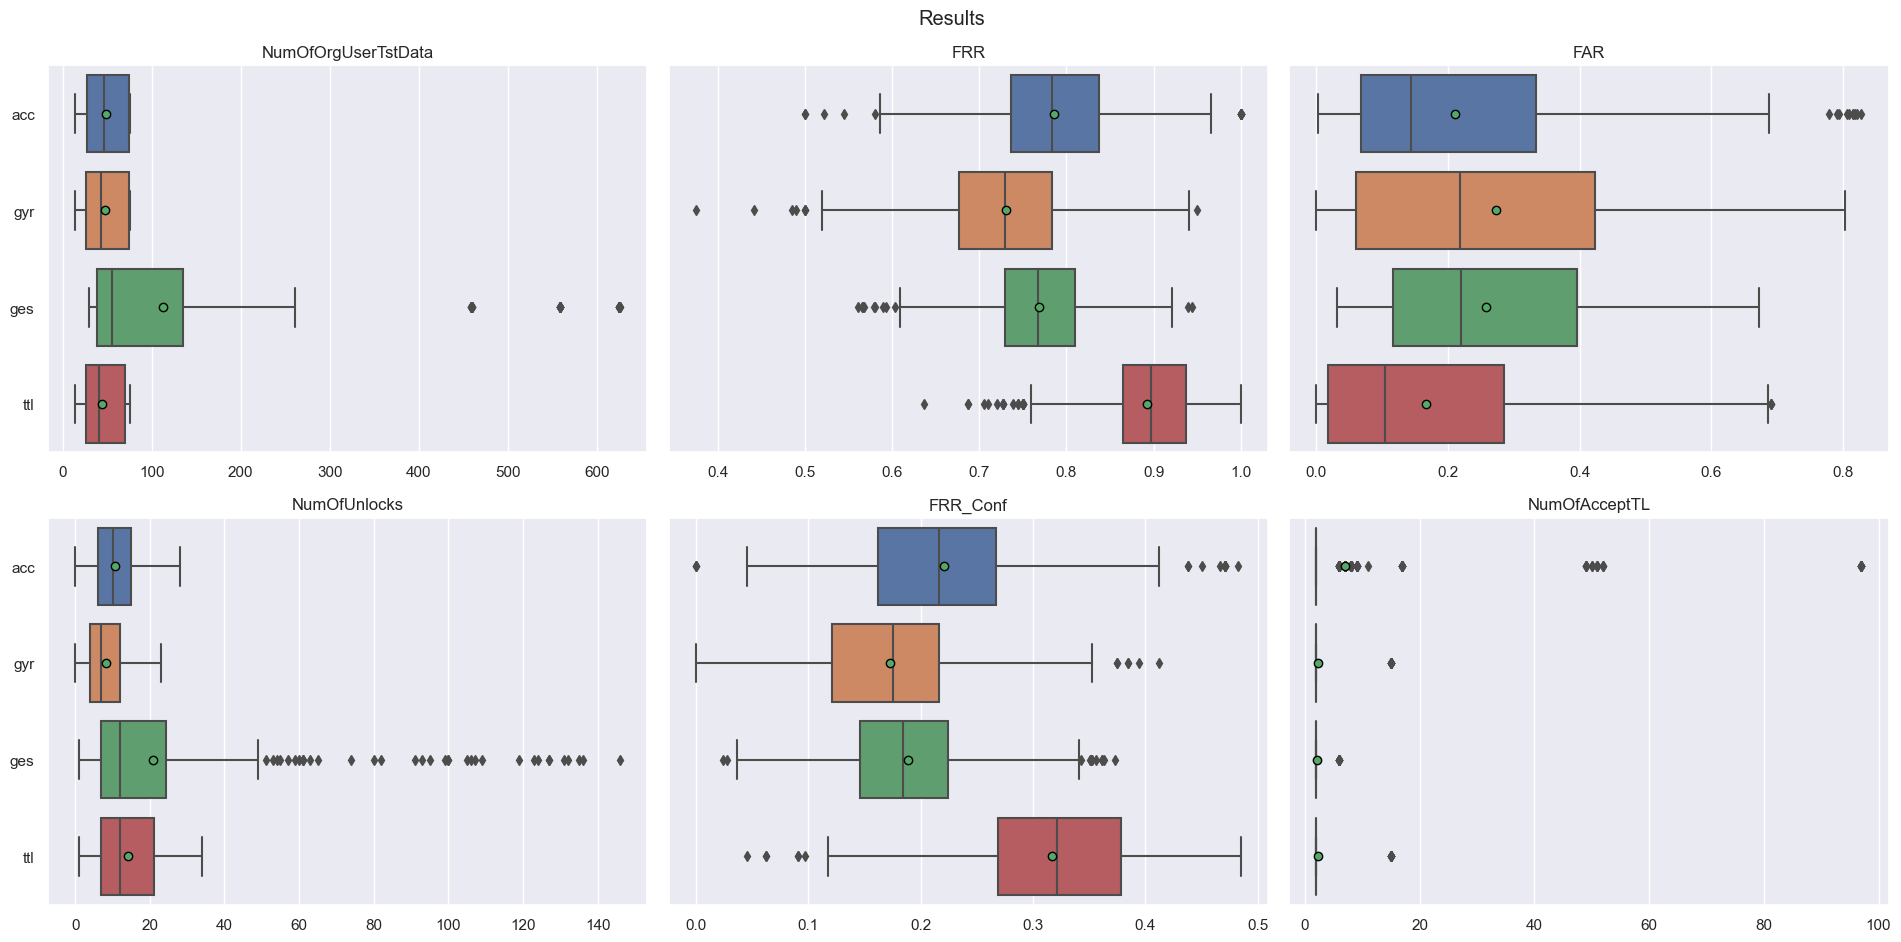 Results
NumOfOrgUserTstData FRR FAR
acc
gyr
ges
ttl
0 100 200 300 400 500 600 0.4 0.5 0.6 0.7 0.8 0.9 1.0 0.0 0.2 0.4 0.6 0.8
NumOfUnlocks FRR_Conf NumOfAcceptTL
acc
gyr
ges
ttl
0 20 40 60 80 100 120 140 0.0 0.1 0.2 0.3 0.4 0.5 0 20 40 60 80 100